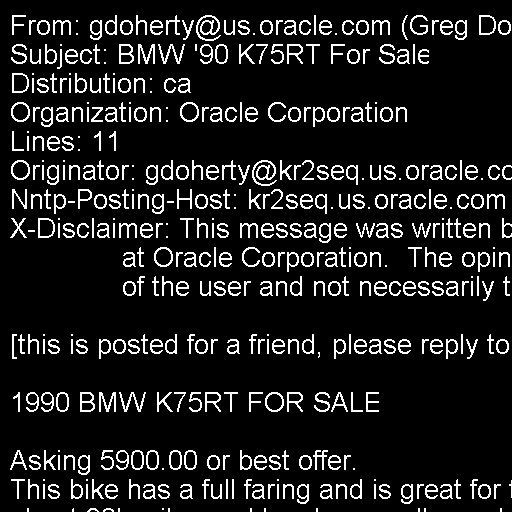 From: gdoherty@us.oracle.com (Greg Do
Subject: BMW '90 K75RT For Sale
Distribution: ca
Organization: Oracle Corporation
Lines: 11
Originator: gdoherty@kr2seq.us.oracle.co
Nntp-Posting-Host: kr2seq.us.oracle.com
X-Disclaimer: This message was written b
at Oracle Corporation.  The opin
of the user and not necessarily t
[this is posted for a friend, please reply to
1990 BMW K75RT FOR SALE
Asking 5900.00 or best offer.
This bike has a full faring and is great for t